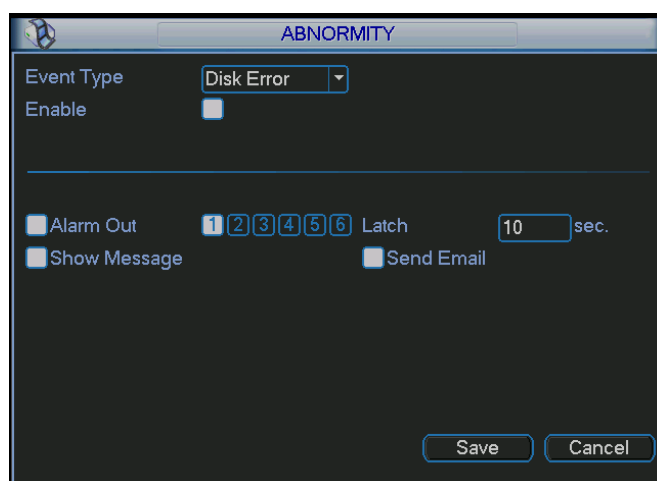 ABNORMITY
Event Type Disk Error
Enable
Alarm Out 1 2 3 4 5 6 Latch 10 sec.
Show Message Send Email
Save Cancel